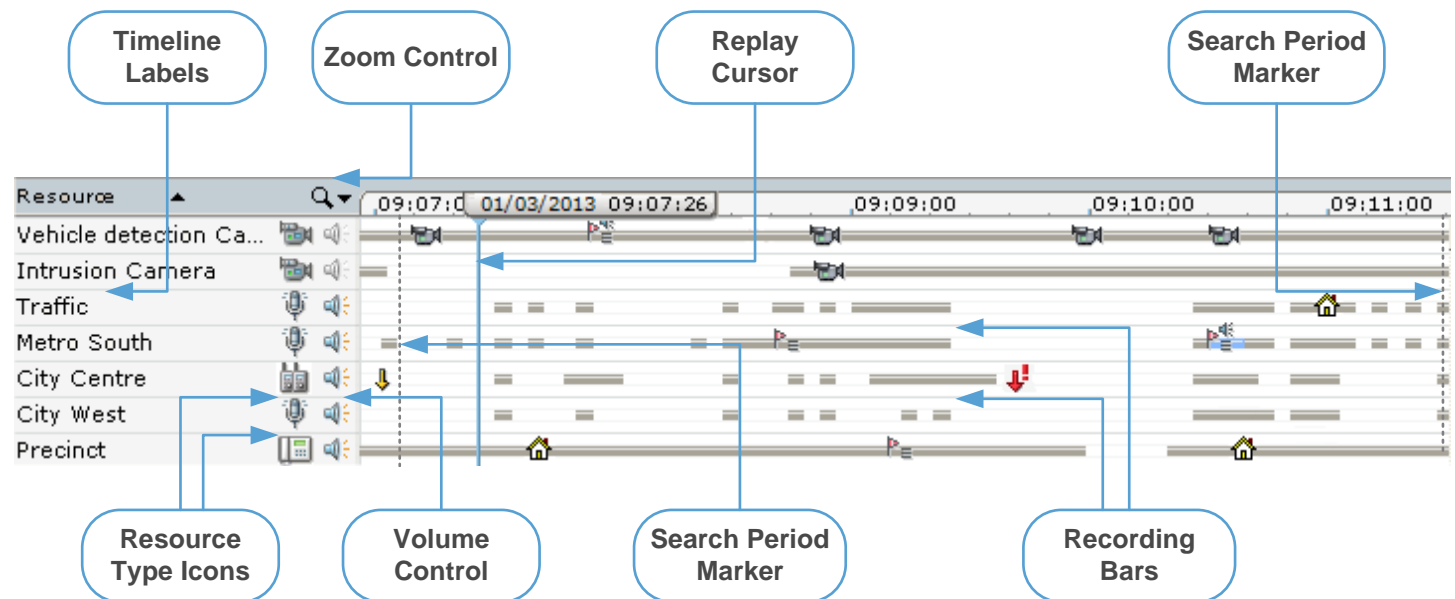 Timeline
Labels
Zoom Control
Replay
Cursor
Search Period
Marker
Resource
09:07:0
01/03/2013 09:07:26
09:09:00
09:10:00
09:11:00
Vehicle detection Ca...
Intrusion Camera
Traffic
Metro South
City Centre
City West
Precinct
Resource
Type Icons
Volume
Control
Search Period
Marker
Recording
Bars